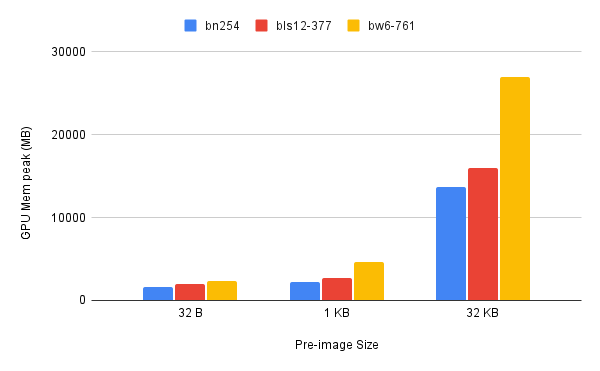 bn254 bls12-377 bw6-761
30000
20000
10000
0
GPU Mem peak (MB)
32 B 1 KB 32 KB
Pre-image Size